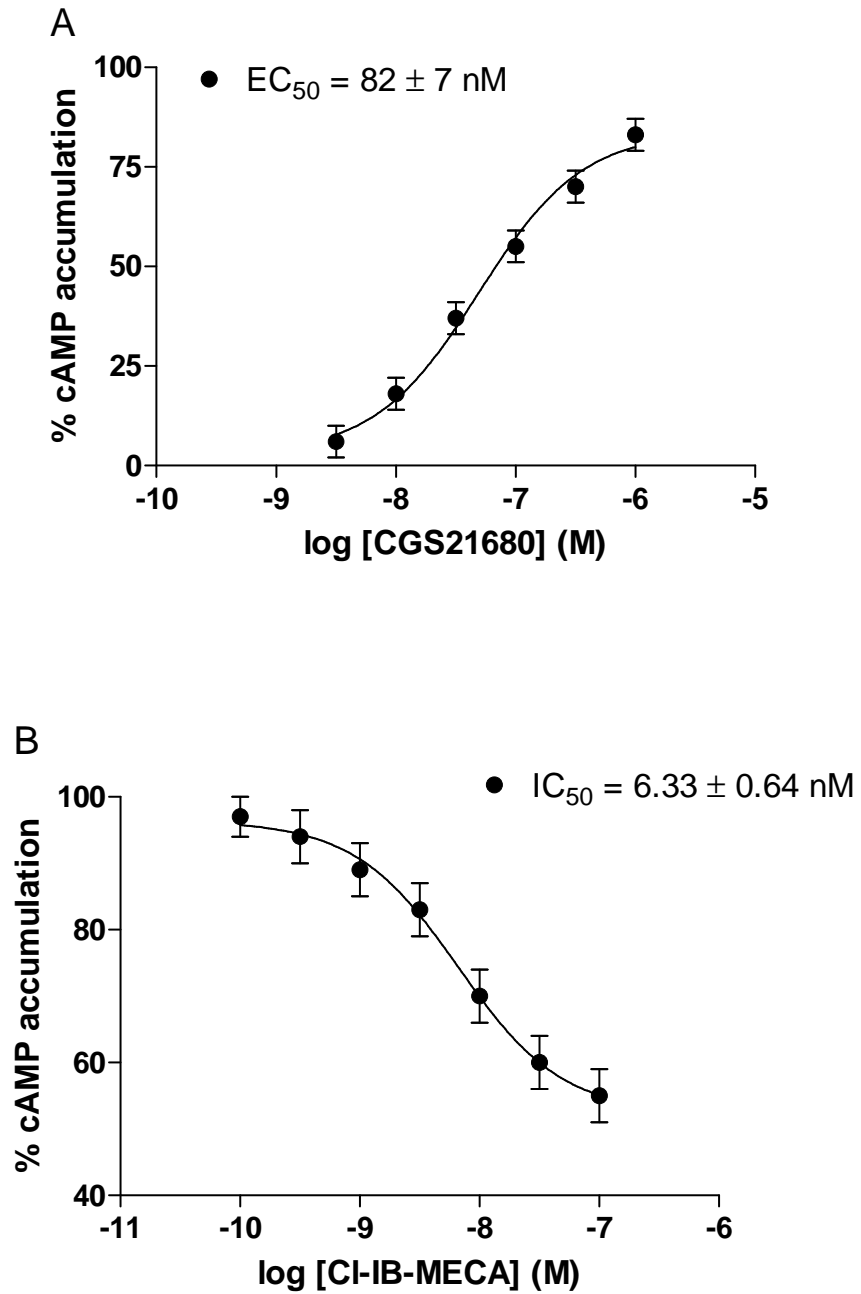 A
EC50 = 82 ± 7 nM
100
75
50
25
0
% cAMP accumulation
-10 -9 -8 -7 -6 -5
log [CGS21680] (M)
B
IC50 = 6.33 ± 0.64 nM
100
80
60
40
% cAMP accumulation
-11 -10 -9 -8 -7 -6
log [Cl-IB-MECA] (M)